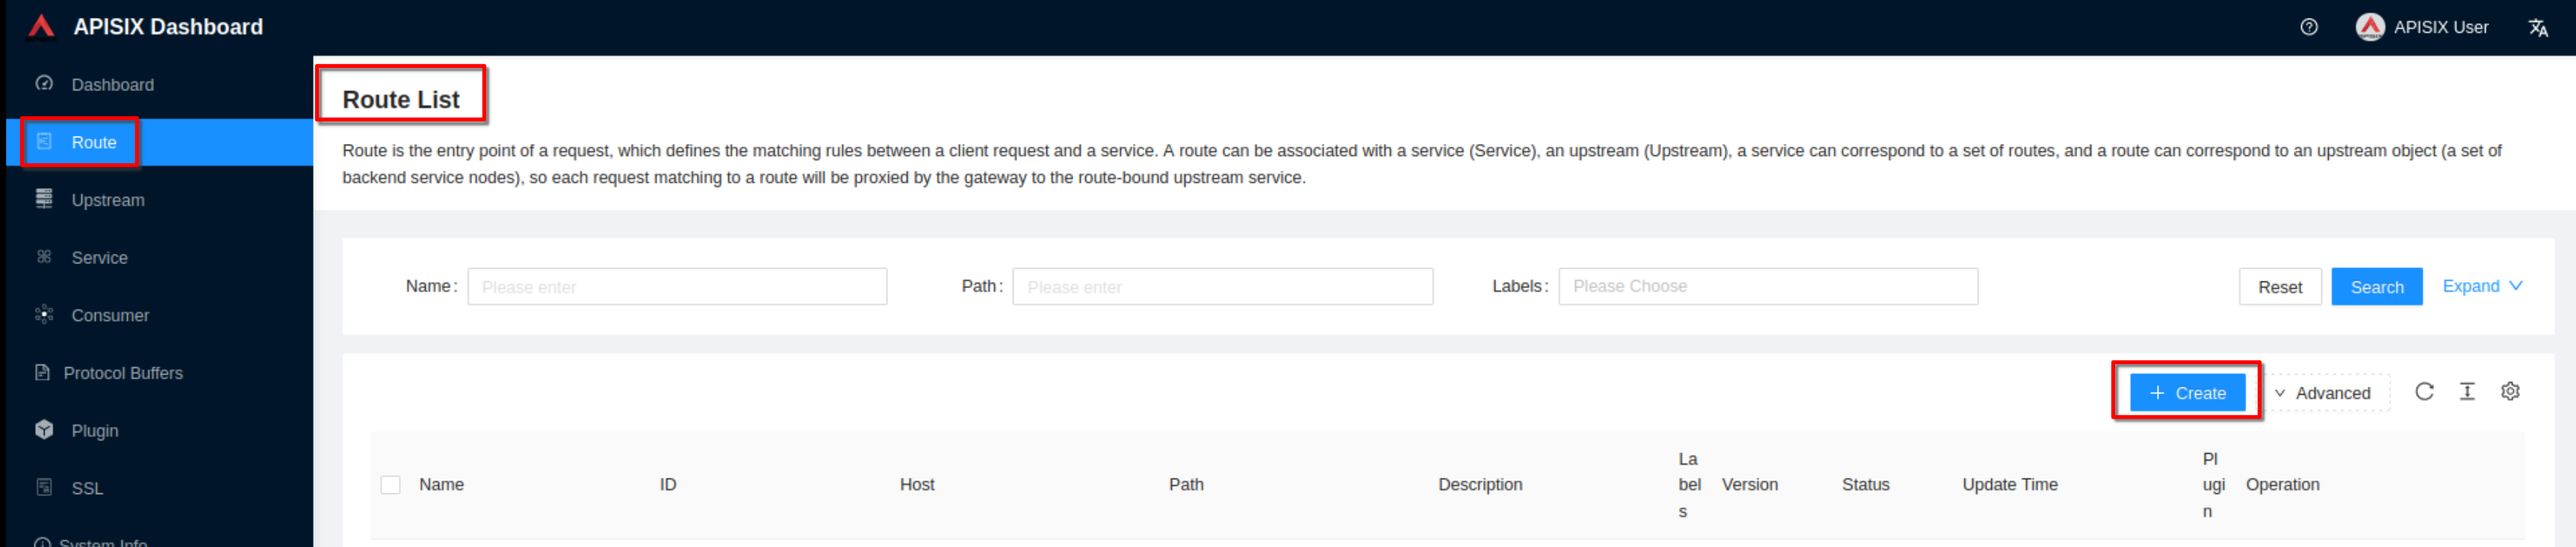 APISIX Dashboard
APISIX User
Dashboard
Route
Upstream
Service
Consumer
Protocol Buffers
Plugin
SSL
System Info
Route List
Route is the entry point of a request, which defines the matching rules between a client request and a service. A route can be associated with a service (Service), an upstream (Upstream), a service can correspond to a set of routes, and a route can correspond to an upstream object (a set of
backend service nodes), so each request matching to a route will be proxied by the gateway to the route-bound upstream service.
Name: Please enter Path: Please enter Labels: Please Choose Reset Search Expand
+ Create Advanced
Name ID Host Path Description Labels Version Status Update Time Plugin Operation